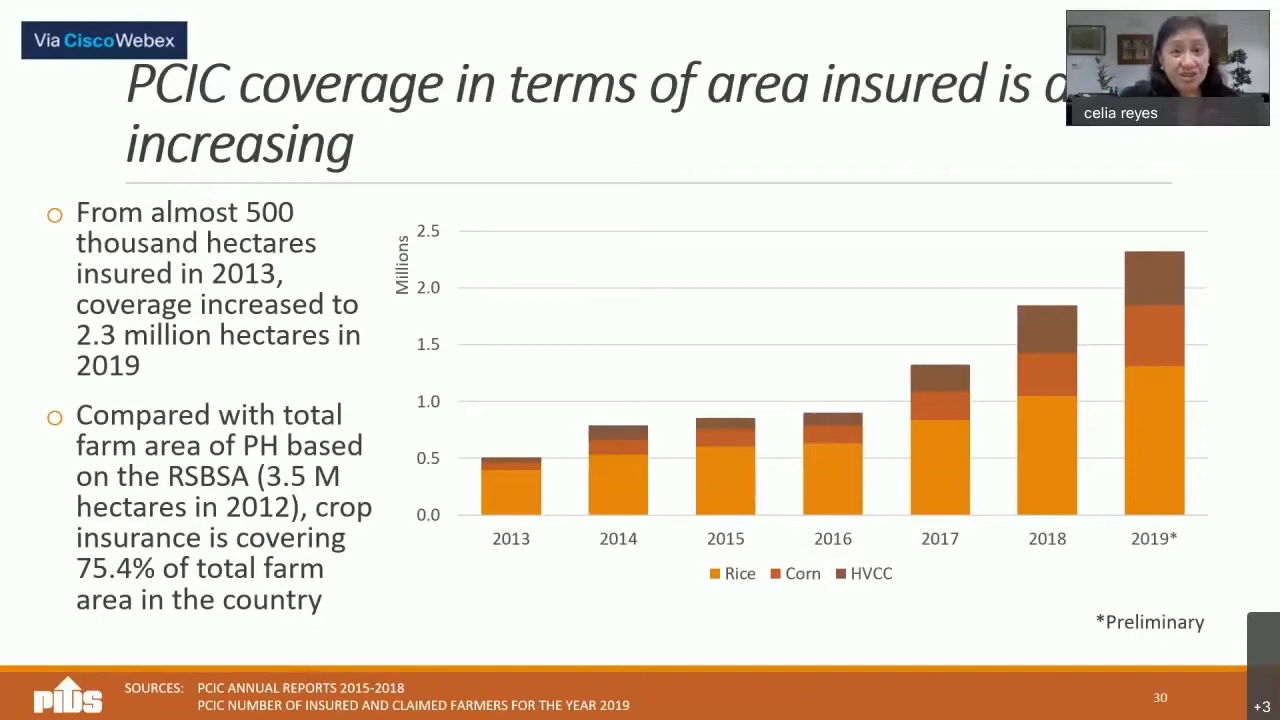 Via CiscoWebex
PCIC coverage in terms of area insured is
increasing
celia reyes
From almost 500
thousand hectares
insured in 2013,
coverage increased to
2.3 million hectares in
2019
Compared with total
farm area of PH based
on the RSBSA (3.5 M
hectares in 2012), crop
insurance is covering
75.4% of total farm
area in the country
Millions
2.5
2.0
1.5
1.0
0.5
0.0
2013 2014 2015 2016 2017 2018 2019*
Rice Corn HVCC
*Preliminary
PIDS
SOURCES: PCIC ANNUAL REPORTS 2015-2018
PCIC NUMBER OF INSURED AND CLAIMED FARMERS FOR THE YEAR 2019
30
+3